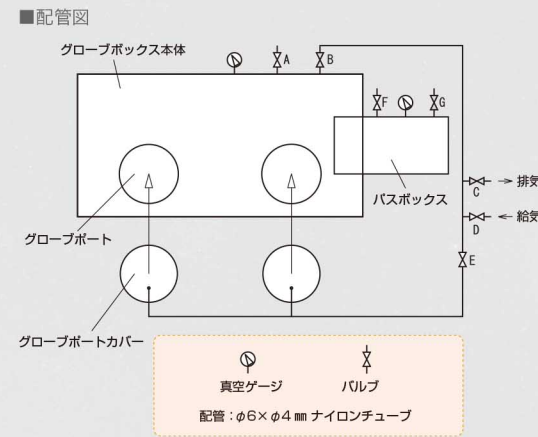 ■配管図
グローブボックス本体
A
B
F
G
→ 排気
C
パスボックス
← 給気
D
グローブポート
E
グローブポートカバー
真空ゲージ
バルブ
配管：φ6×φ4㎜ ナイロンチューブ